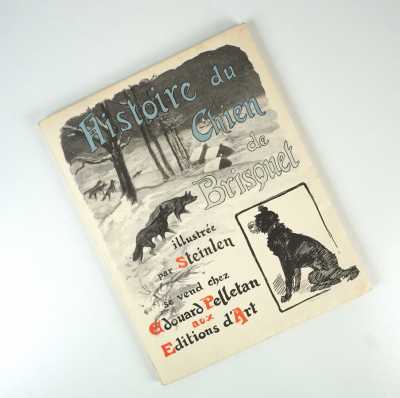 Histoire du
Chien
de
Brisquet
illustrée
par Steinlen
se vend chez
Edouard Pelletan
aux
Editions d'Art